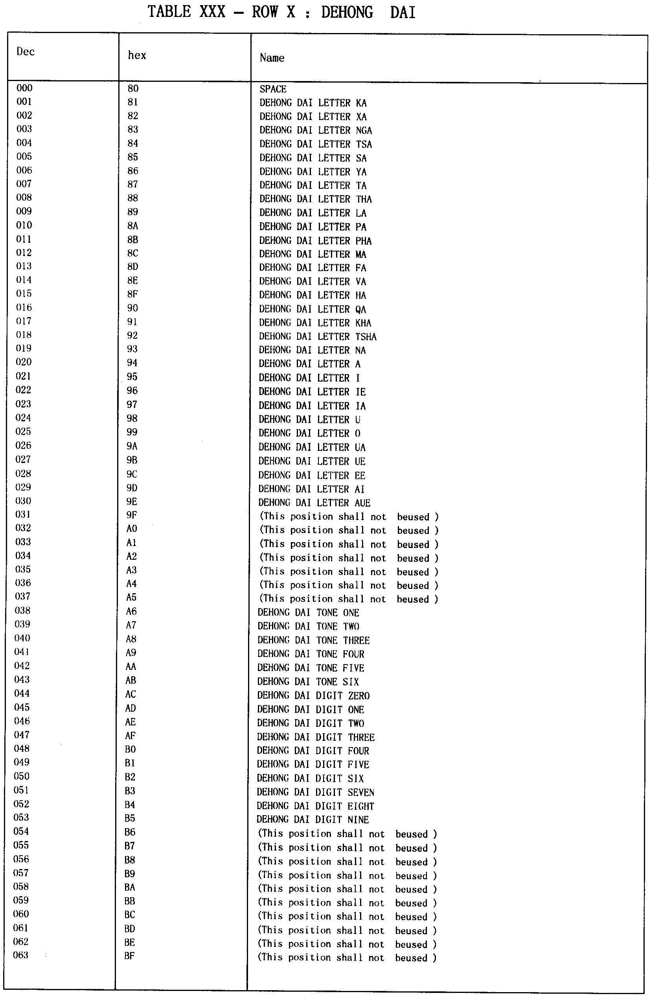 TABLE XXX — ROW X : DEHONG DAI
Dec hex Name
000 80 SPACE
001 81 DEHONG DAI LETTER KA
002 82 DEHONG DAI LETTER XA
003 83 DEHONG DAI LETTER NGA
004 84 DEHONG DAI LETTER TSA
005 85 DEHONG DAI LETTER SA
006 86 DEHONG DAI LETTER YA
007 87 DEHONG DAI LETTER TA
008 88 DEHONG DAI LETTER THA
009 89 DEHONG DAI LETTER LA
010 8A DEHONG DAI LETTER PA
011 8B DEHONG DAI LETTER PHA
012 8C DEHONG DAI LETTER MA
013 8D DEHONG DAI LETTER FA
014 8E DEHONG DAI LETTER VA
015 8F DEHONG DAI LETTER HA
016 90 DEHONG DAI LETTER QA
017 91 DEHONG DAI LETTER KHA
018 92 DEHONG DAI LETTER TSHA
019 93 DEHONG DAI LETTER NA
020 94 DEHONG DAI LETTER A
021 95 DEHONG DAI LETTER I
022 96 DEHONG DAI LETTER IE
023 97 DEHONG DAI LETTER IA
024 98 DEHONG DAI LETTER U
025 99 DEHONG DAI LETTER O
026 9A DEHONG DAI LETTER UA
027 9B DEHONG DAI LETTER UE
028 9C DEHONG DAI LETTER EE
029 9D DEHONG DAI LETTER AI
030 9E DEHONG DAI LETTER AUE
031 9F (This position shall not beused )
032 A0 (This position shall not beused )
033 A1 (This position shall not beused )
034 A2 (This position shall not beused )
035 A3 (This position shall not beused )
036 A4 (This position shall not beused )
037 A5 (This position shall not beused )
038 A6 DEHONG DAI TONE ONE
039 A7 DEHONG DAI TONE TWO
040 A8 DEHONG DAI TONE THREE
041 A9 DEHONG DAI TONE FOUR
042 AA DEHONG DAI TONE FIVE
043 AB DEHONG DAI TONE SIX
044 AC DEHONG DAI DIGIT ZERO
045 AD DEHONG DAI DIGIT ONE
046 AE DEHONG DAI DIGIT TWO
047 AF DEHONG DAI DIGIT THREE
048 B0 DEHONG DAI DIGIT FOUR
049 B1 DEHONG DAI DIGIT FIVE
050 B2 DEHONG DAI DIGIT SIX
051 B3 DEHONG DAI DIGIT SEVEN
052 B4 DEHONG DAI DIGIT EIGHT
053 B5 DEHONG DAI DIGIT NINE
054 B6 (This position shall not beused )
055 B7 (This position shall not beused )
056 B8 (This position shall not beused )
057 B9 (This position shall not beused )
058 BA (This position shall not beused )
059 BB (This position shall not beused )
060 BC (This position shall not beused )
061 BD (This position shall not beused )
062 BE (This position shall not beused )
063 BF (This position shall not beused )